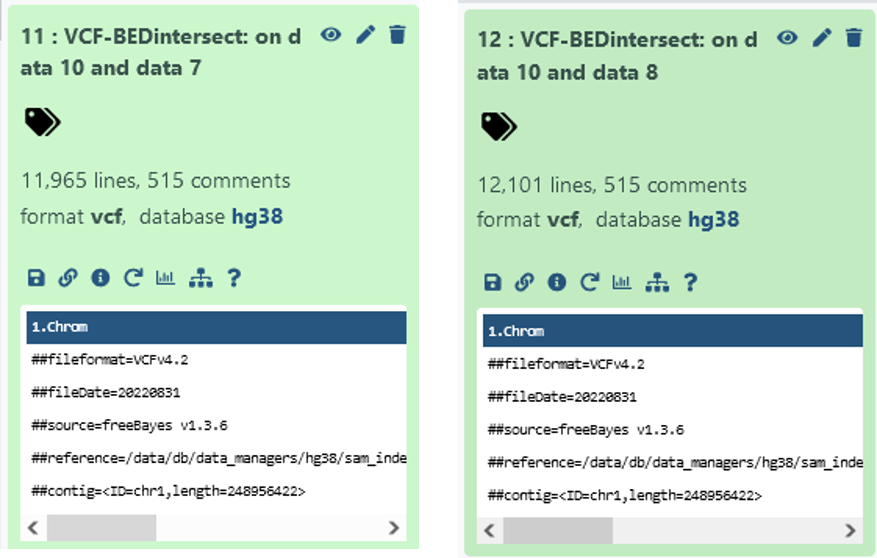 11 : VCF-BEDintersect: on d
ata 10 and data 7
11,965 lines, 515 comments
format vcf, database hg38
?
1.Chrom
##fileformat=VCFv4.2
##fileDate=20220831
##source=freeBayes v1.3.6
##reference=/data/db/data_managers/hg38/sam_inde
##contig=<ID=chr1,length=248956422>
12 : VCF-BEDintersect: on d
ata 10 and data 8
12,101 lines, 515 comments
format vcf, database hg38
?
1.Chrom
##fileformat=VCFv4.2
##fileDate=20220831
##source=freeBayes v1.3.6
##reference=/data/db/data_managers/hg38/sam_inde
##contig=<ID=chr1,length=248956422>